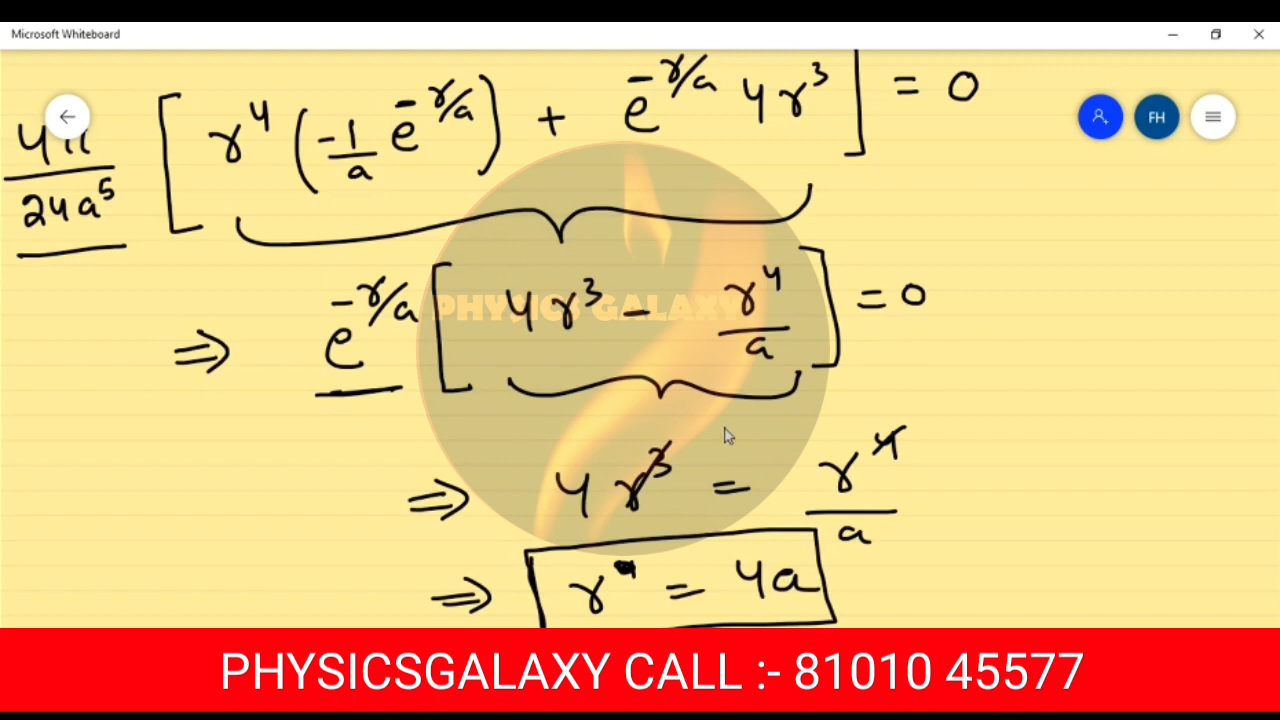 Microsoft Whiteboard
4π/24a⁵ [ r⁴ (-1/a e^(-r/a)) + e^(-r/a) 4r³ ] = 0
FH
PHYSICS GALAXY
⇒ e^(-r/a) [ 4r³ - r⁴/a ] = 0
⇒ 4r³ = r⁴/a
⇒ r = 4a
PHYSICSGALAXY CALL :- 81010 45577